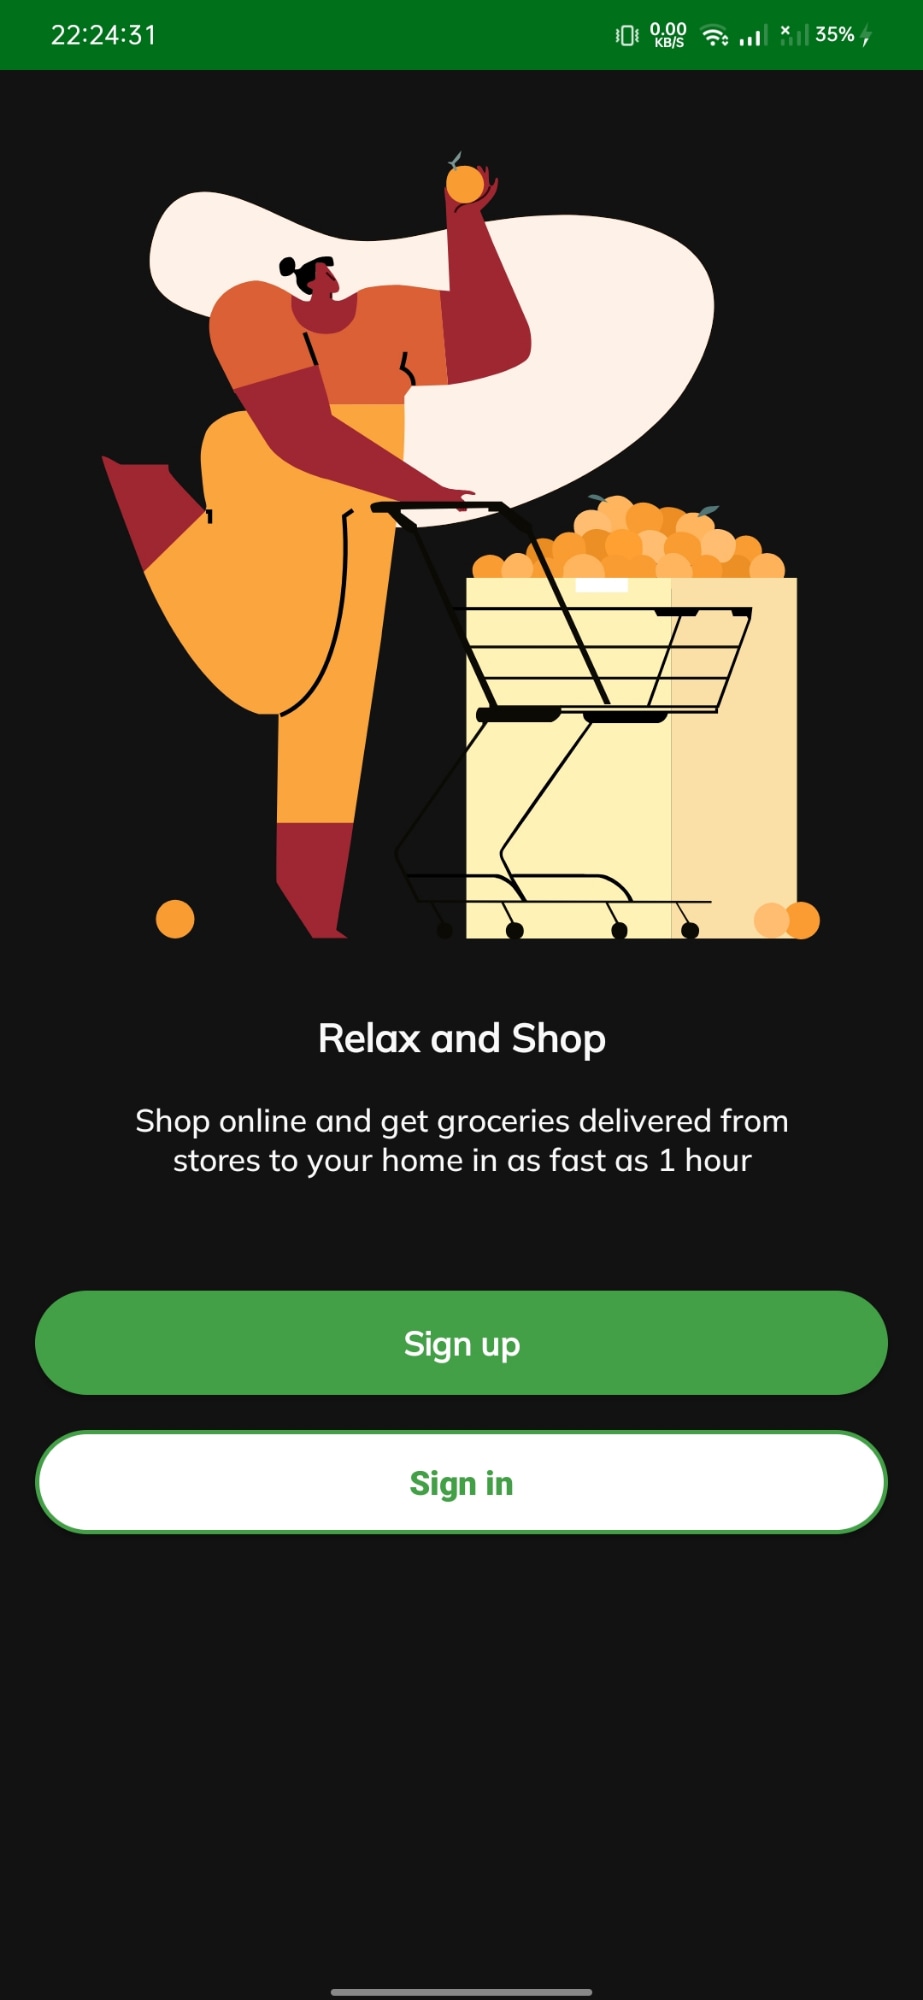 22:24:31
0.00
KB/S
35%
Relax and Shop
Shop online and get groceries delivered from
stores to your home in as fast as 1 hour
Sign up
Sign in